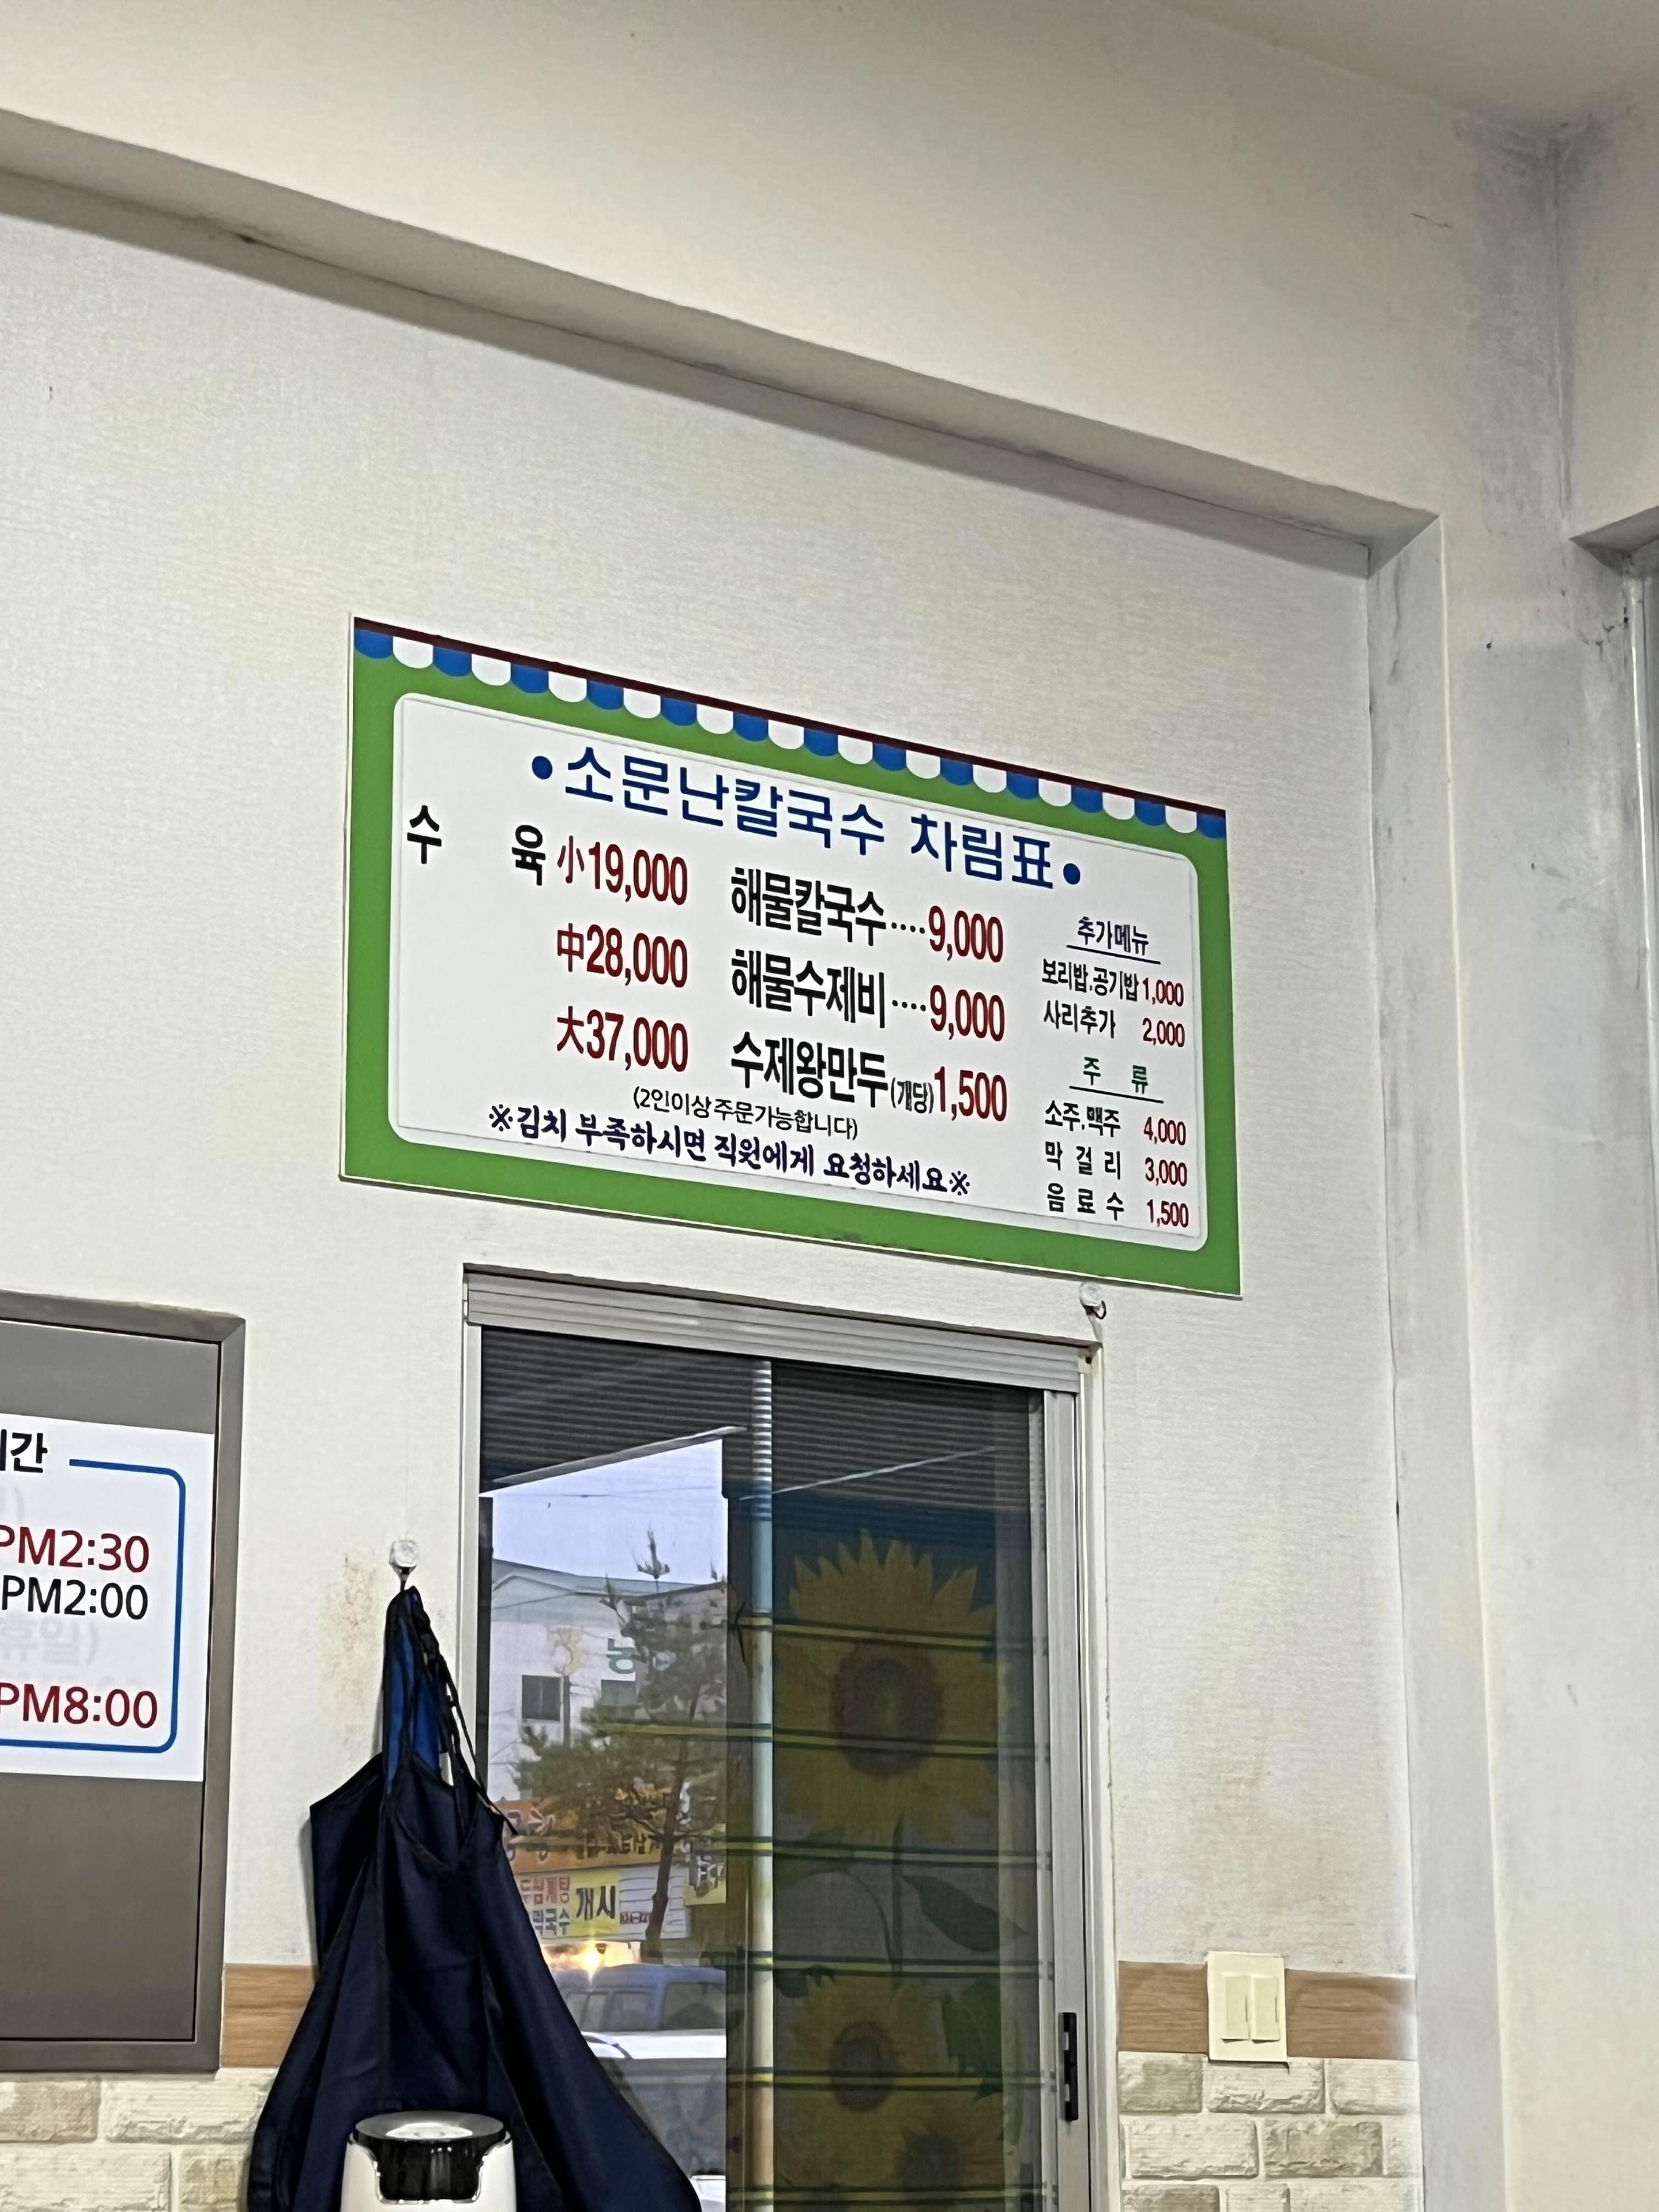 •소문난칼국수 차림표•
수 육 小19,000
中28,000
大37,000
해물칼국수····9,000
해물수제비····9,000
수제왕만두(개당)1,500
(2인이상주문가능합니다)
※김치 부족하시면 직원에게 요청하세요※
추가메뉴
보리밥.공기밥 1,000
사리추가 2,000
주 류
소주.맥주 4,000
막 걸 리 3,000
음 료 수 1,500
간
PM2:30
PM2:00
휴일)
PM8:00
농
개시